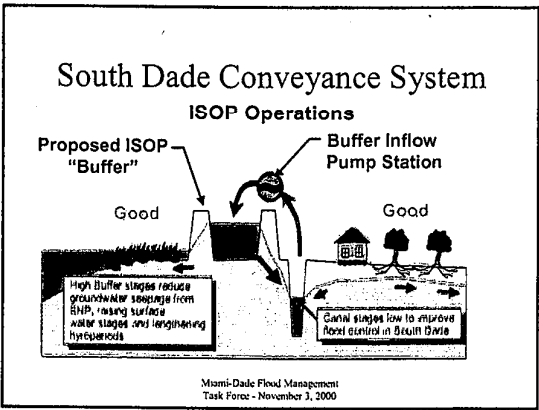 South Dade Conveyance System
ISOP Operations
Proposed ISOP
"Buffer"
Buffer Inflow
Pump Station
Good
Good
High Buffer stages reduce
groundwater seepage from
ENP, raising surface
water stages and lengthening
hydroperiods
Canal stages low to improve
flood control in South Dade
Miami-Dade Flood Management
Task Force - November 3, 2000